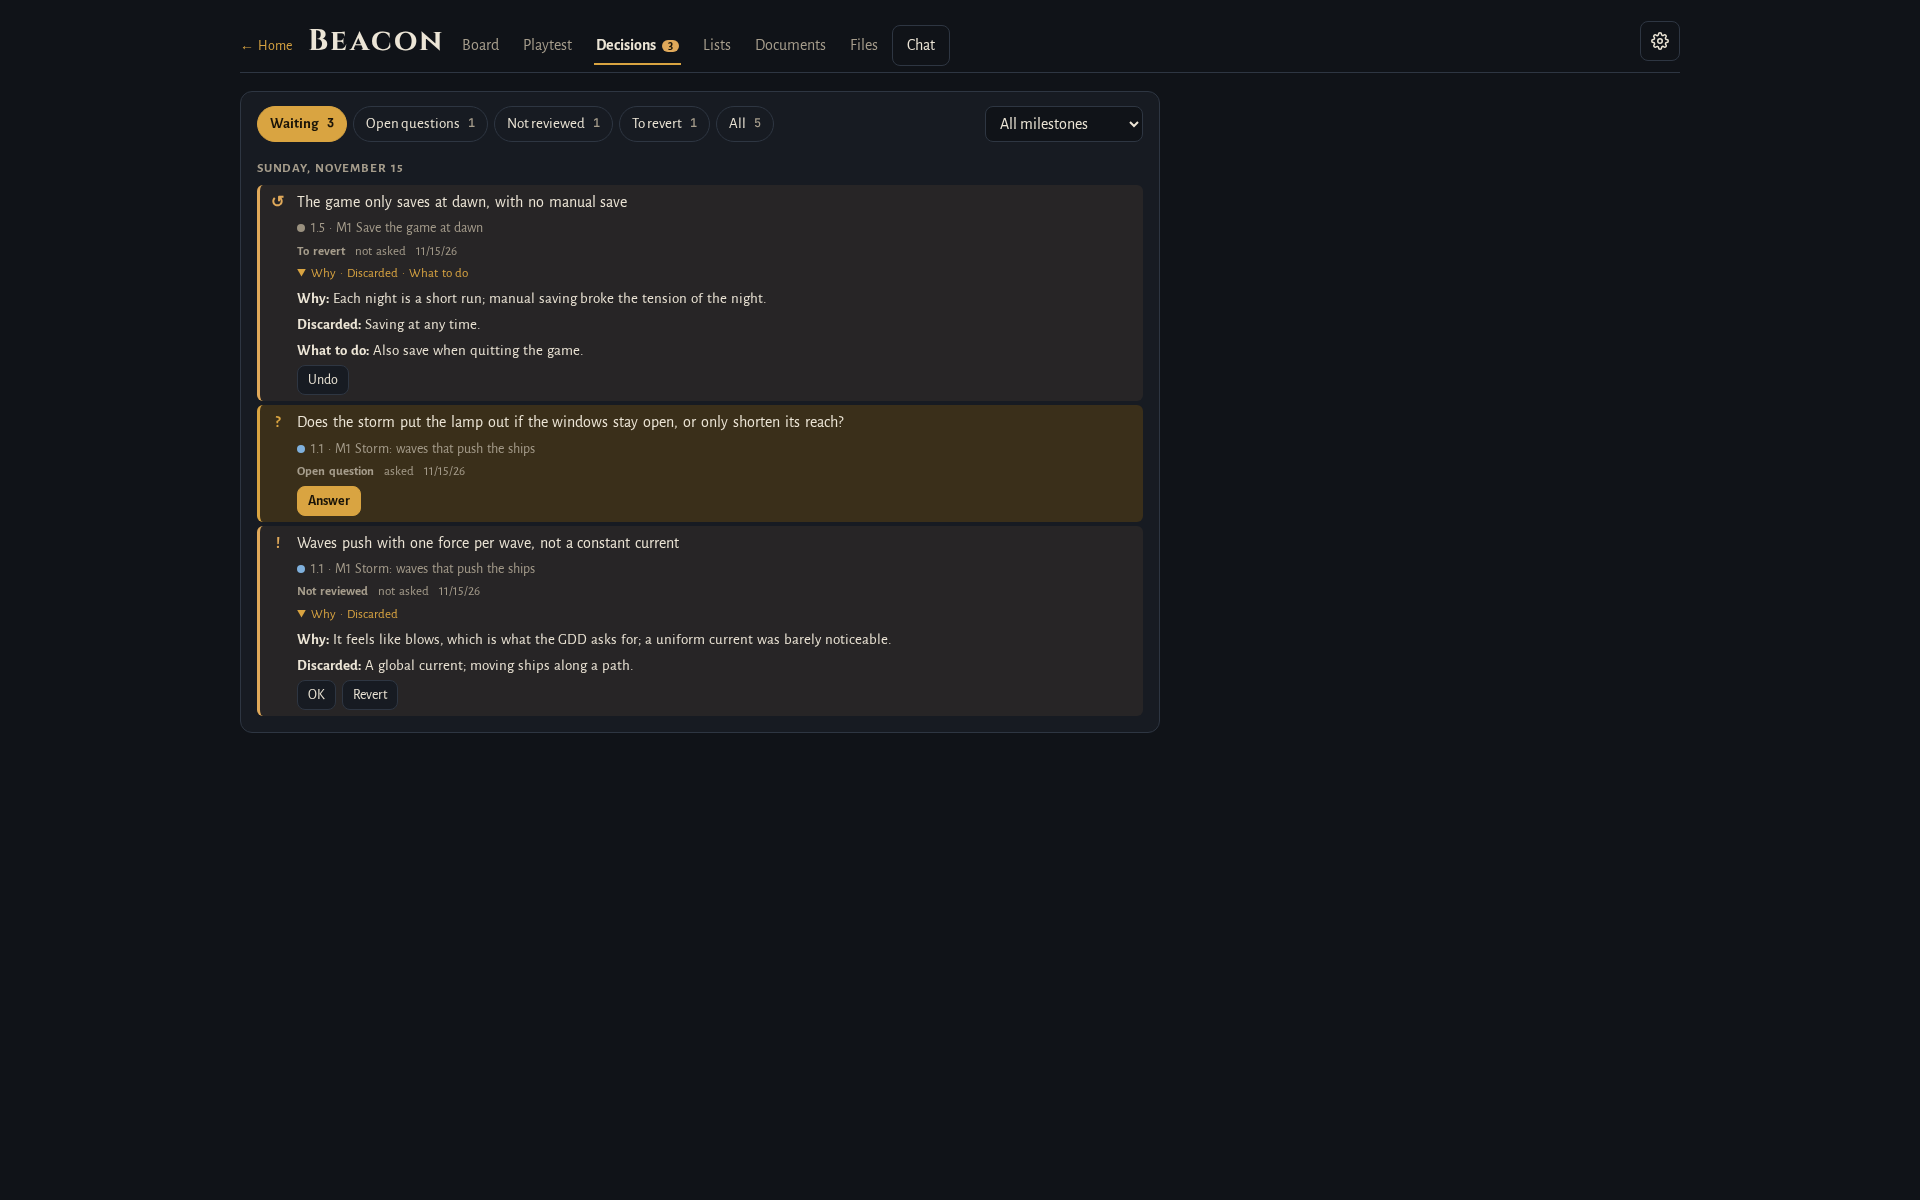 ← Home BEACON Board Playtest Decisions 3 Lists Documents Files Chat
Waiting 3 Open questions 1 Not reviewed 1 To revert 1 All 5 All milestones
SUNDAY, NOVEMBER 15
↺ The game only saves at dawn, with no manual save
1.5 · M1 Save the game at dawn
To revert not asked 11/15/26
▼ Why · Discarded · What to do
Why: Each night is a short run; manual saving broke the tension of the night.
Discarded: Saving at any time.
What to do: Also save when quitting the game.
Undo
? Does the storm put the lamp out if the windows stay open, or only shorten its reach?
1.1 · M1 Storm: waves that push the ships
Open question asked 11/15/26
Answer
! Waves push with one force per wave, not a constant current
1.1 · M1 Storm: waves that push the ships
Not reviewed not asked 11/15/26
▼ Why · Discarded
Why: It feels like blows, which is what the GDD asks for; a uniform current was barely noticeable.
Discarded: A global current; moving ships along a path.
OK Revert